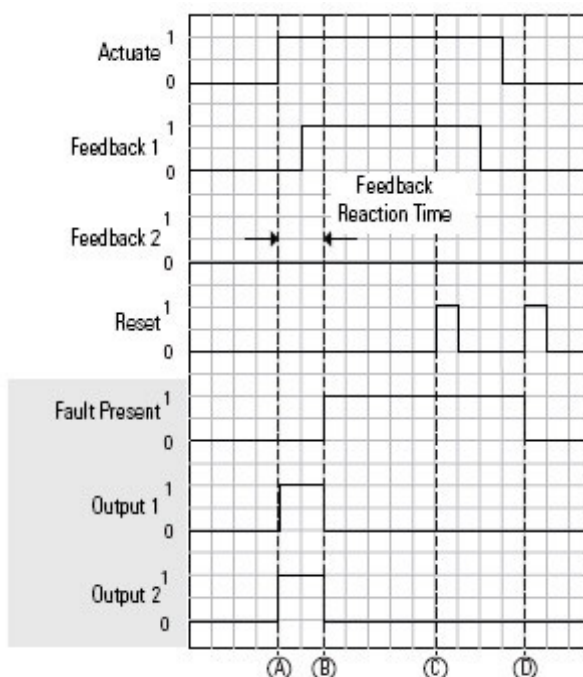 Actuate 1
0
Feedback 1 1
0
Feedback
Reaction Time
Feedback 2 1
0
Reset 1
0
Fault Present 1
0
Output 1 1
0
Output 2 1
0
A B C D